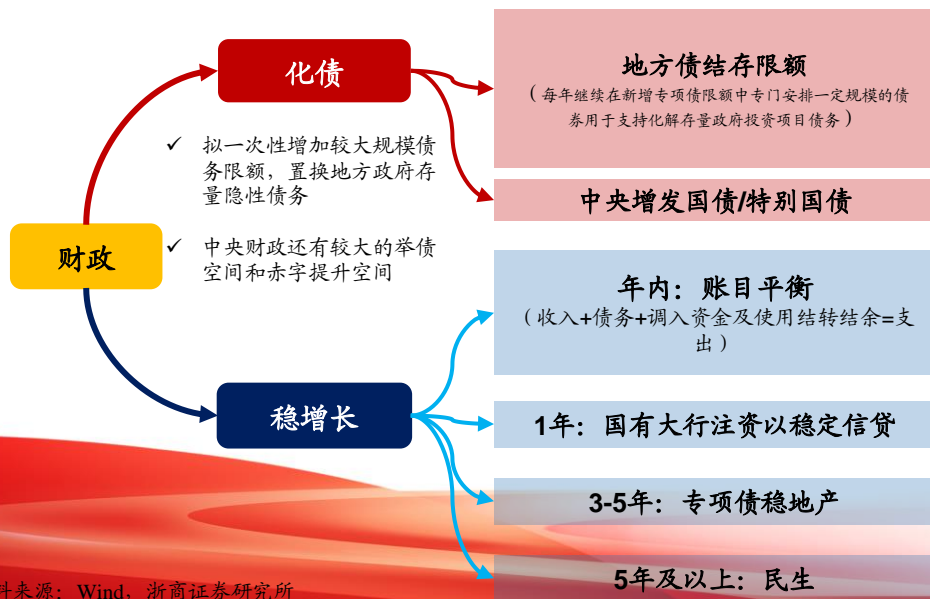 化债
地方债结存限额
（每年继续在新增专项债限额中专门安排一定规模的债
券用于支持化解存量政府投资项目债务）
✓ 拟一次性增加较大规模债
务限额，置换地方政府存
量隐性债务
中央增发国债/特别国债
财政
✓ 中央财政还有较大的举债
空间和赤字提升空间
年内：账目平衡
（收入+债务+调入资金及使用结转结余=支
出）
稳增长
1年：国有大行注资以稳定信贷
3-5年：专项债稳地产
5年及以上：民生
料来源：Wind，浙商证券研究所